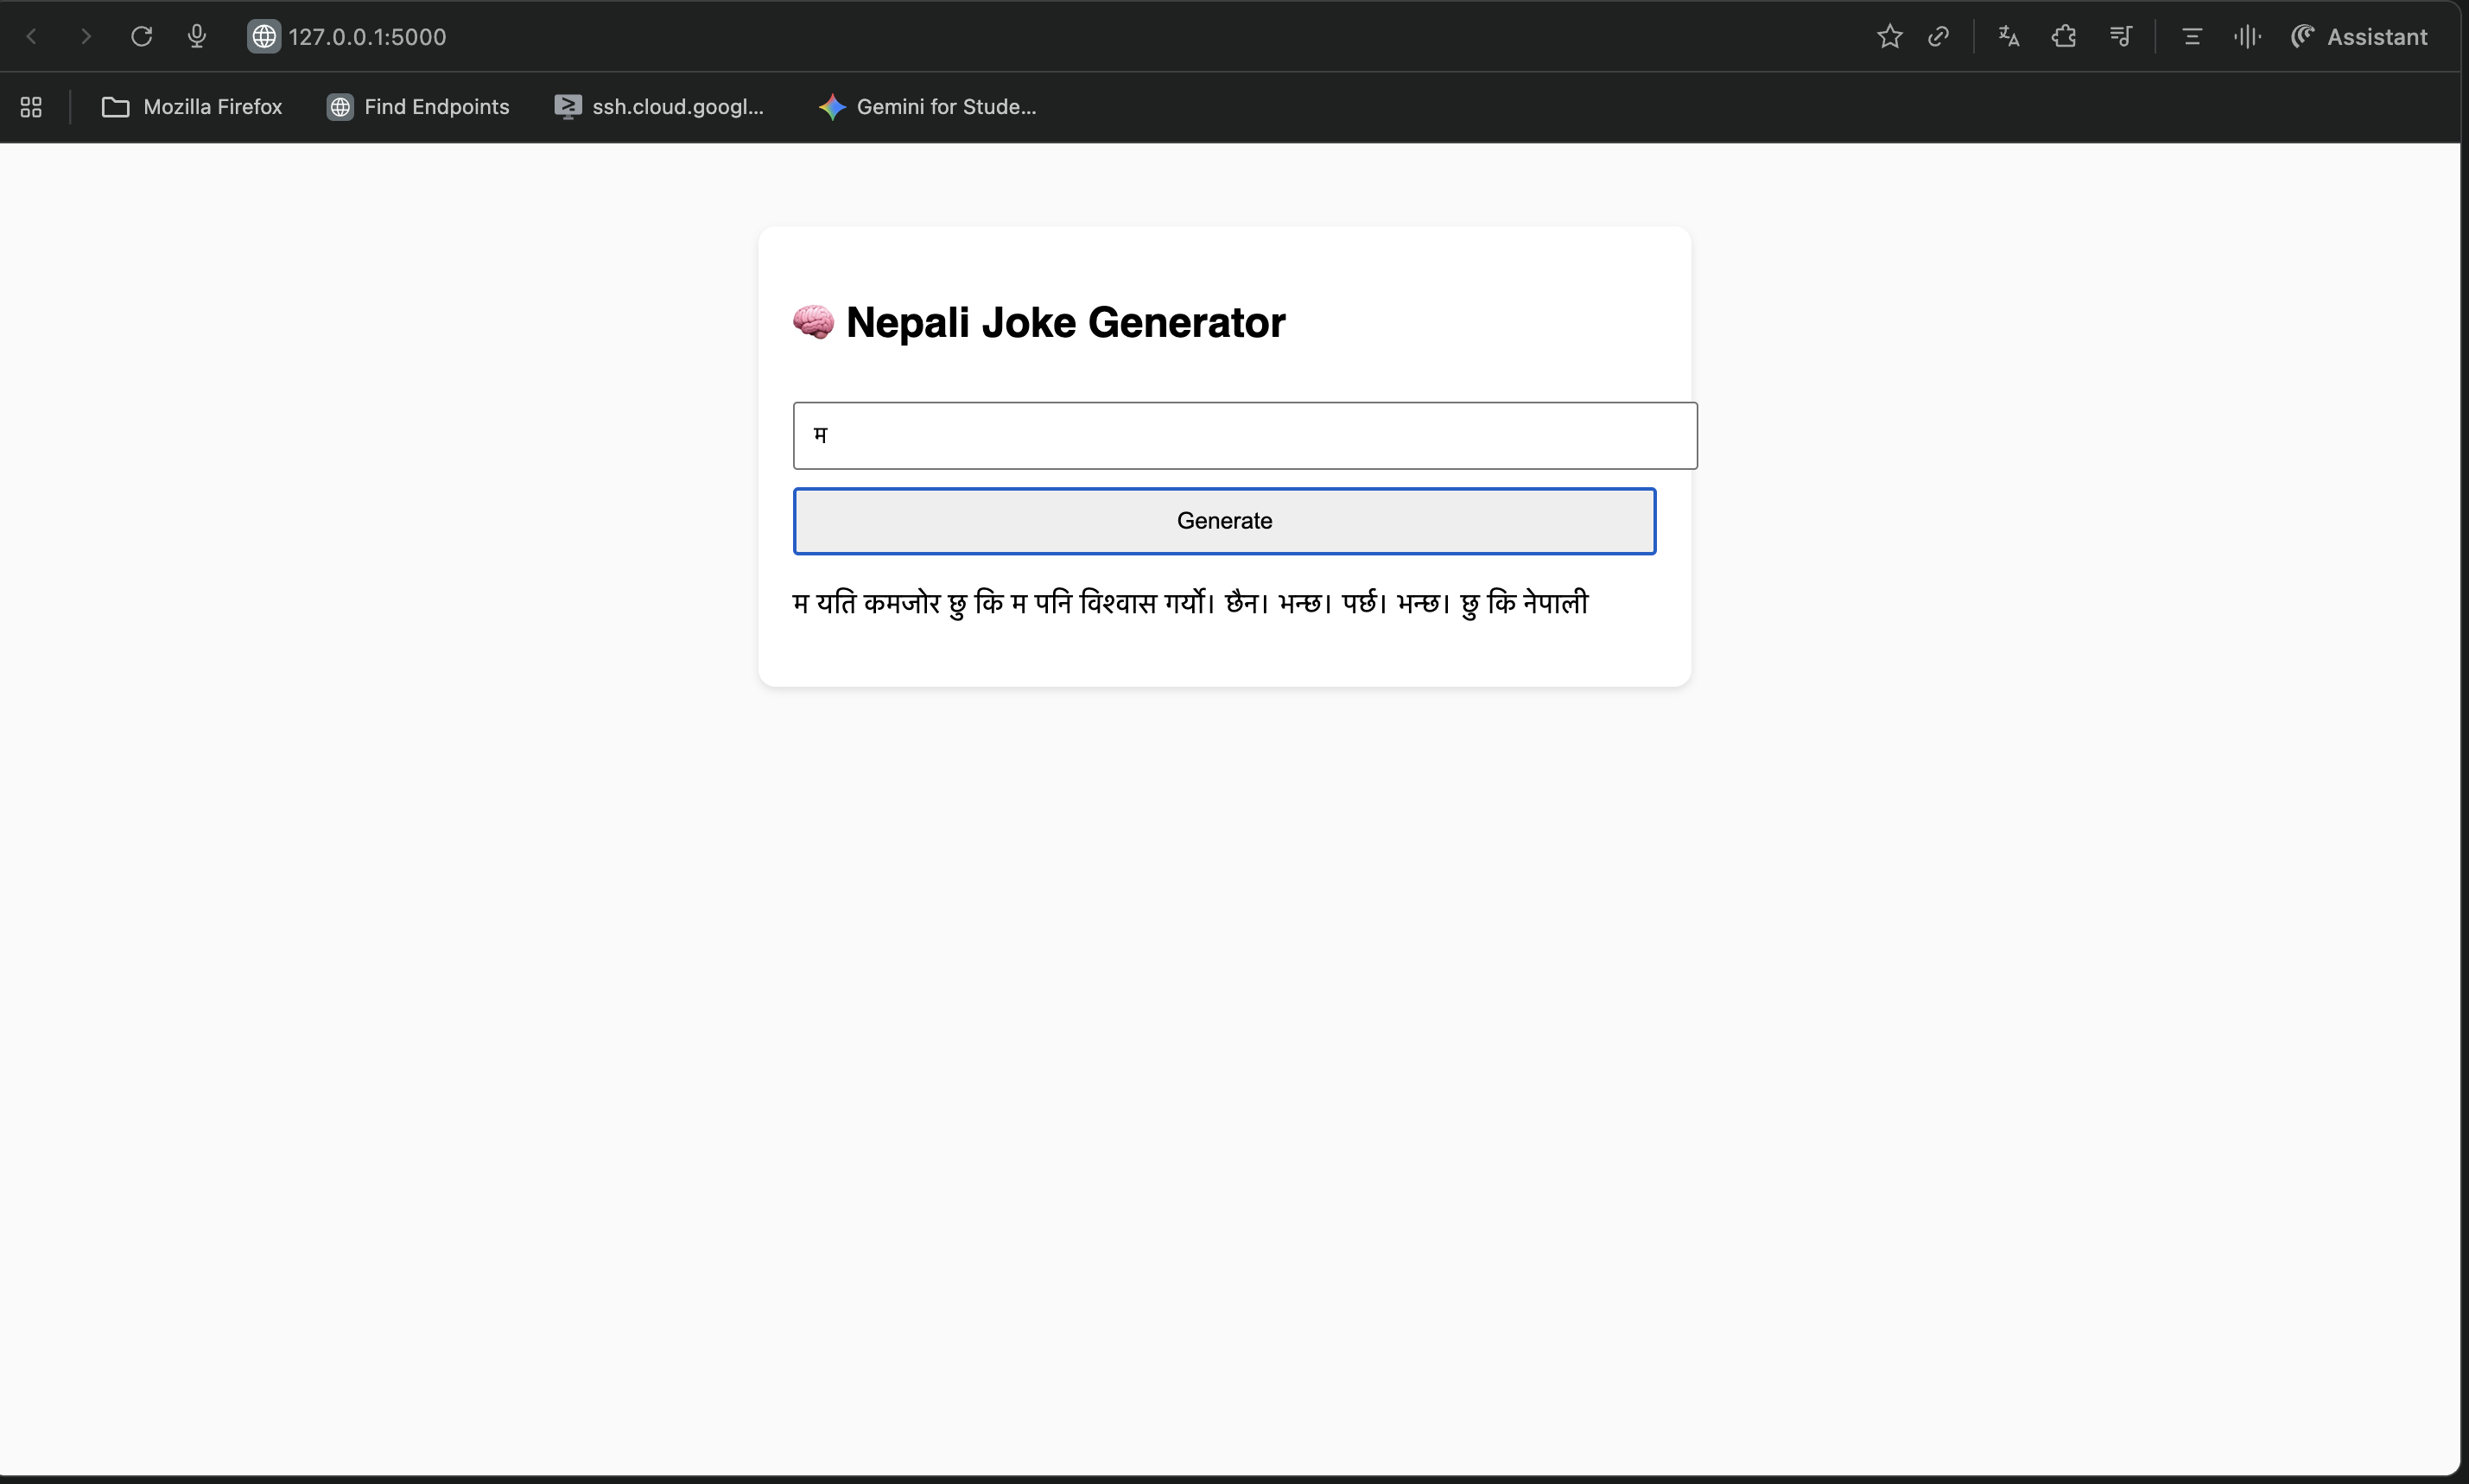 127.0.0.1:5000
Assistant
Mozilla Firefox
Find Endpoints
ssh.cloud.googl...
Gemini for Stude...
🧠 Nepali Joke Generator
म
Generate
म यति कमजोर छु कि म पनि विश्वास गर्यो। छैन। भन्छ। पर्छ। भन्छ। छु कि नेपाली